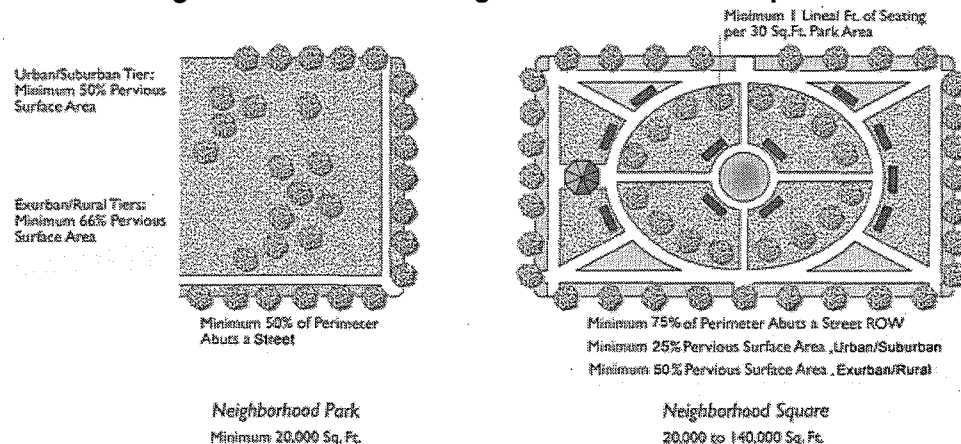 Minimum 1 Lineal Ft. of Seating
per 30 Sq.Ft. Park Area
Urban/Suburban Tier:
Minimum 50% Pervious
Surface Area
Exurban/Rural Tiers:
Minimum 66% Pervious
Surface Area
Minimum 50% of Perimeter
Abuts a Street
Neighborhood Park
Minimum 20,000 Sq. Ft.
Minimum 75% of Perimeter Abuts a Street ROW
Minimum 25% Pervious Surface Area , Urban/Suburban
Minimum 50% Pervious Surface Area , Exurban/Rural
Neighborhood Square
20,000 to 140,000 Sq. Ft.